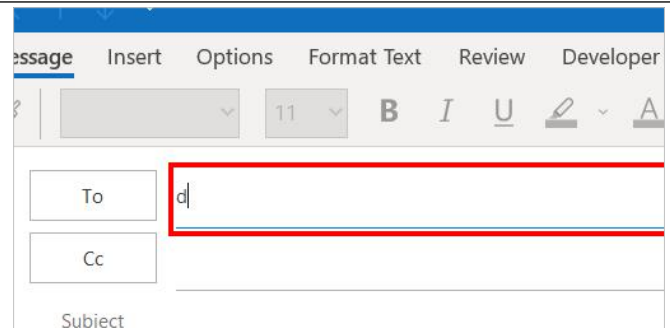 essage Insert Options Format Text Review Developer
11 B I U A
To d
Cc
Subject